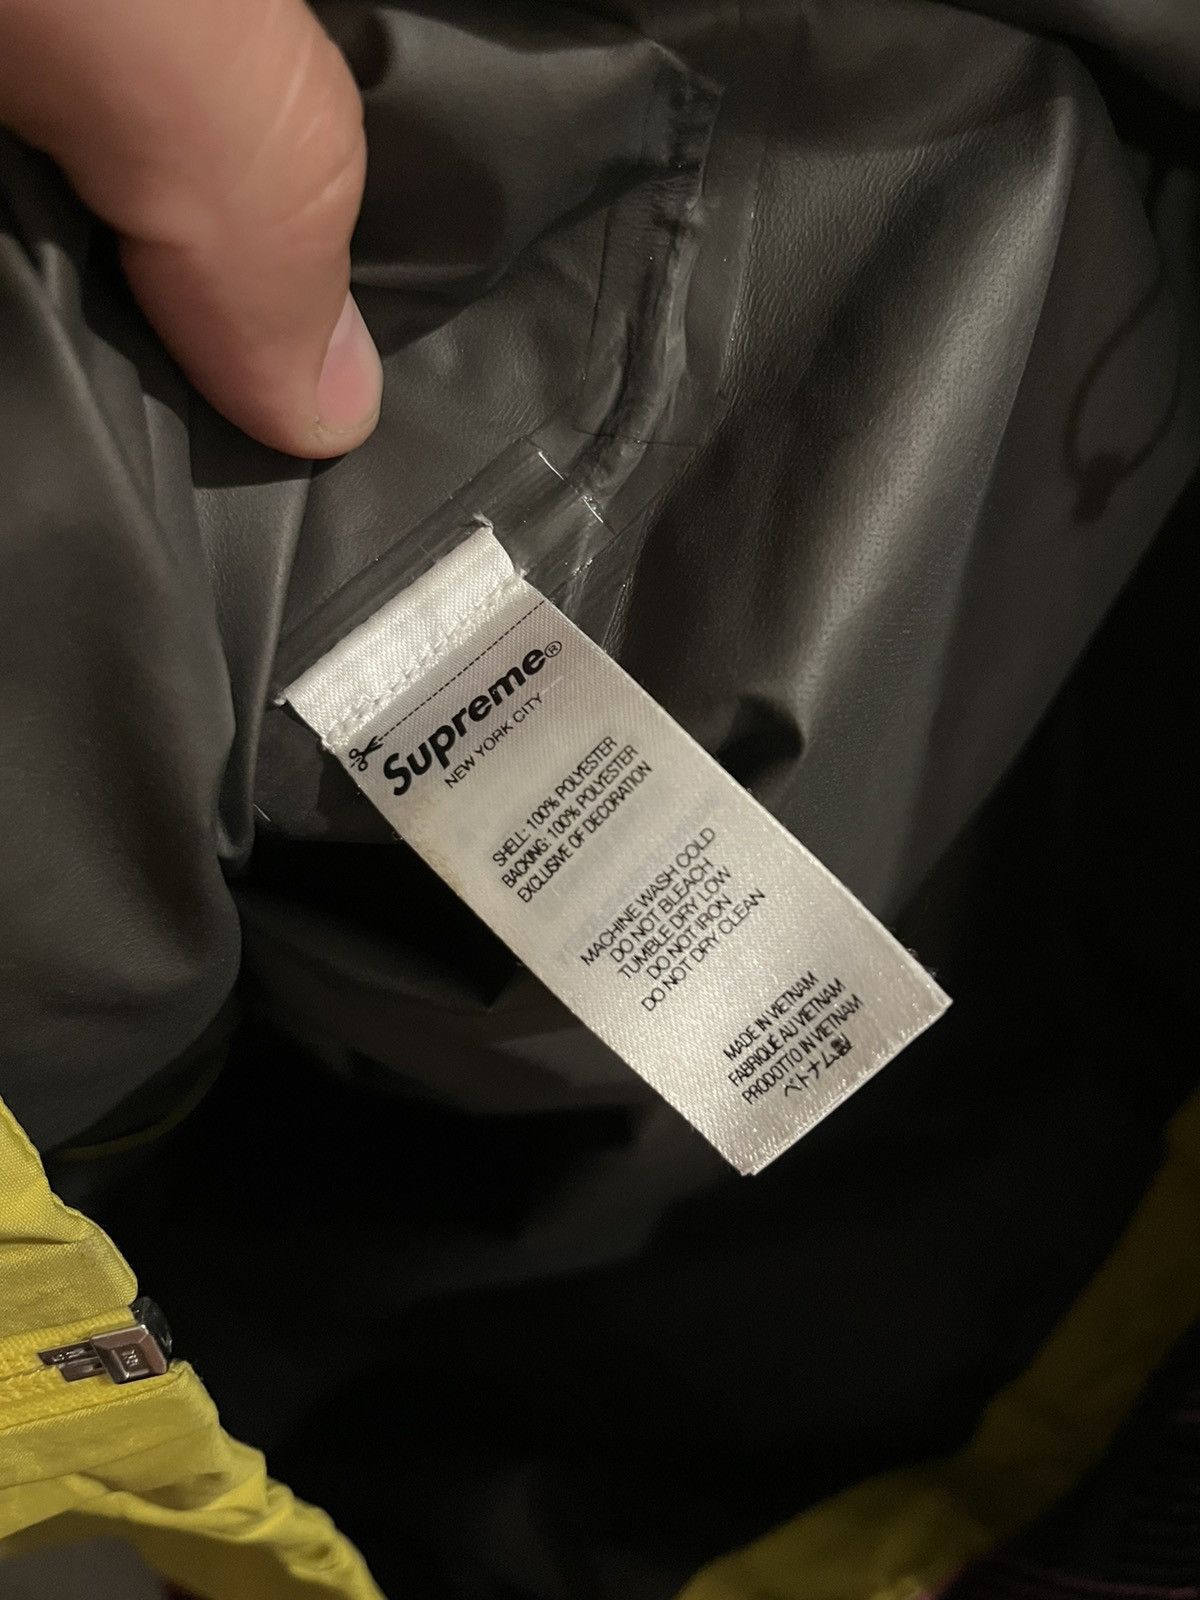 Supreme®
NEW YORK CITY
SHELL: 100% POLYESTER
BACKING: 100% POLYESTER
EXCLUSIVE OF DECORATION
MACHINE WASH COLD
DO NOT BLEACH
TUMBLE DRY LOW
DO NOT IRON
DO NOT DRY CLEAN
MADE IN VIETNAM
FABRIQUÉ AU VIETNAM
PRODOTTO IN VIETNAM
ベトナム製